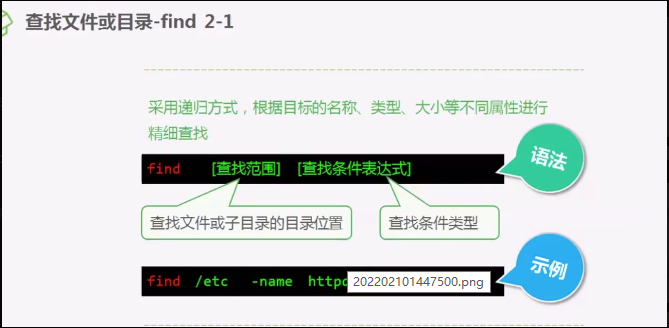 查找文件或目录-find 2-1
采用递归方式，根据目标的名称、类型、大小等不同属性进行
精细查找
语法
find [查找范围] [查找条件表达式]
查找文件或子目录的目录位置
查找条件类型
示例
find /etc -name httpd
202202101447500.png